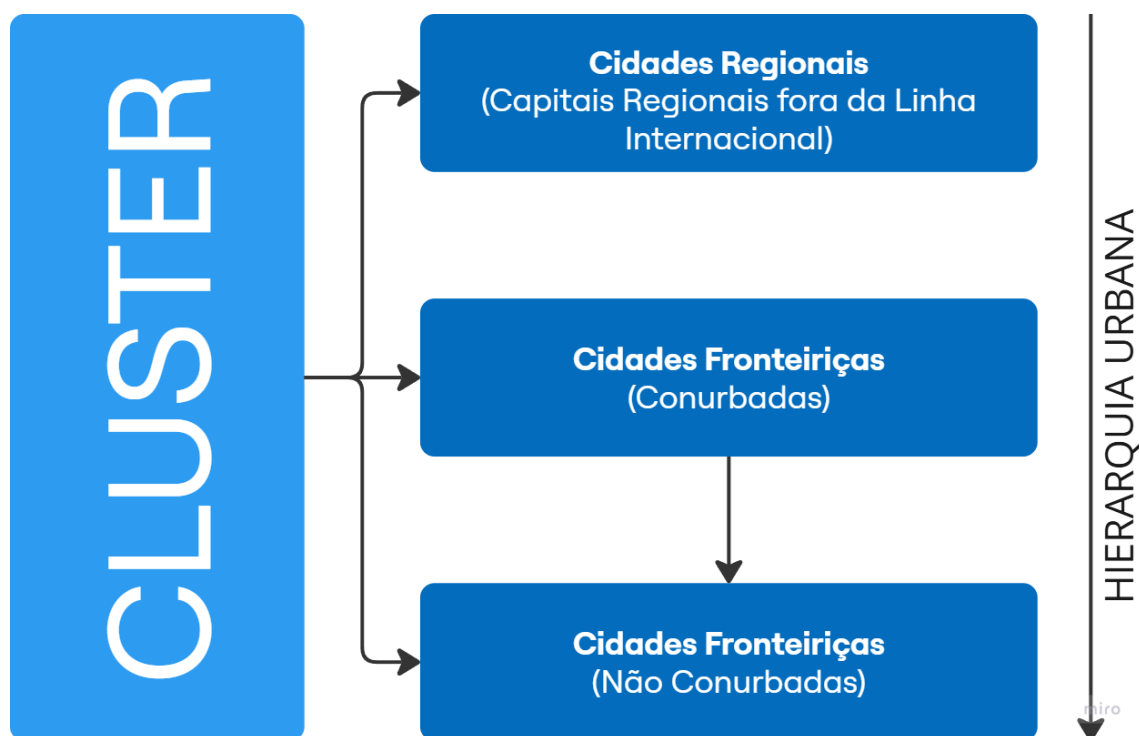 CLUSTER
Cidades Regionais
(Capitais Regionais fora da Linha
Internacional)
Cidades Fronteiriças
(Conurbadas)
Cidades Fronteiriças
(Não Conurbadas)
HIERARQUIA URBANA
miro